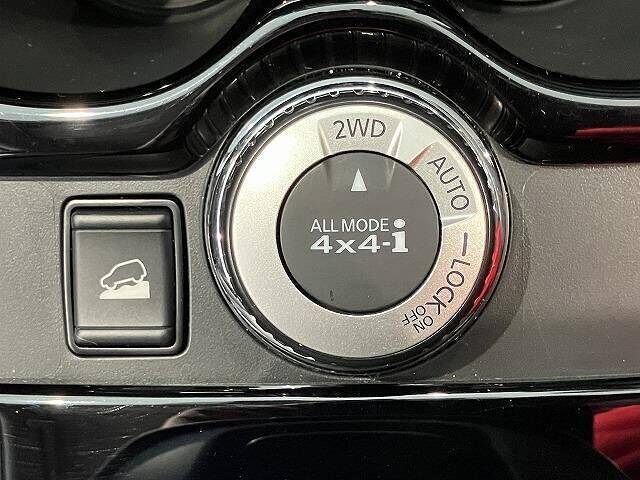 2WD
AUTO
LOCK
ON
OFF
ALL MODE
4x4-i